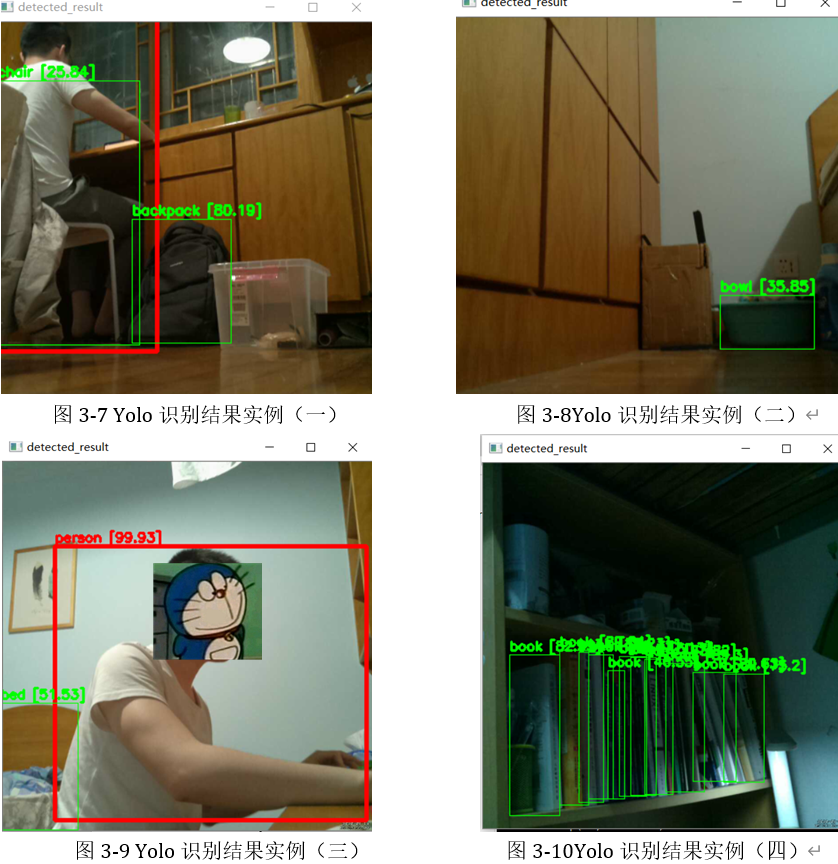 detected_result
detected_result
chair [25.84]
backpack [80.19]
bowl [35.85]
图 3-7 Yolo 识别结果实例（一）
图 3-8Yolo 识别结果实例（二）
detected_result
detected_result
person [99.93]
bed [51.53]
book
book
图 3-9 Yolo 识别结果实例（三）
图 3-10Yolo 识别结果实例（四）